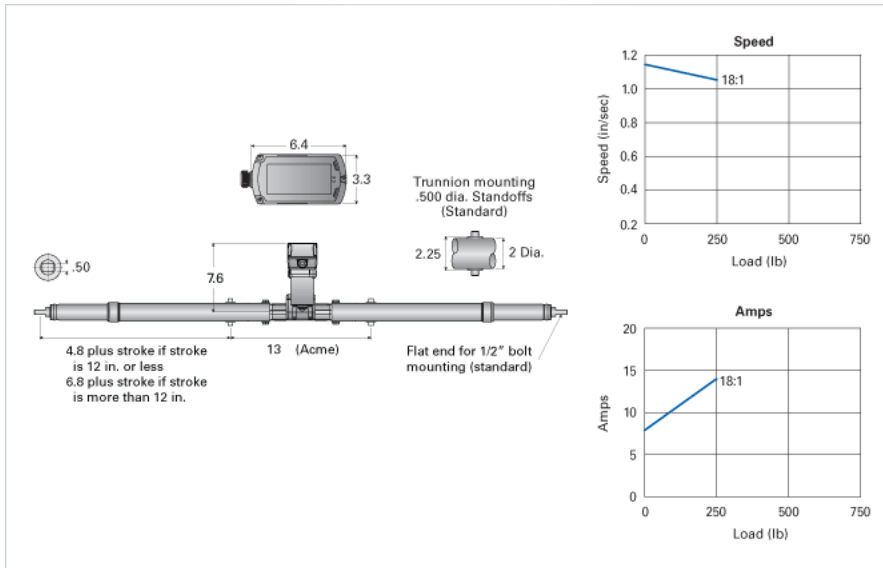 6.4
3.3
Trunnion mounting
.500 dia. Standoffs
(Standard)
2.25
2 Dia.
.50
7.6
4.8 plus stroke if stroke
is 12 in. or less
6.8 plus stroke if stroke
is more than 12 in.
13 (Acme)
Flat end for 1/2" bolt
mounting (standard)
Speed
Speed (in/sec)
1.2
1.0
0.8
0.6
0.4
0.2
18:1
0 250 500 750
Load (lb)
Amps
Amps
20
15
10
5
0
18:1
0 250 500 750
Load (lb)